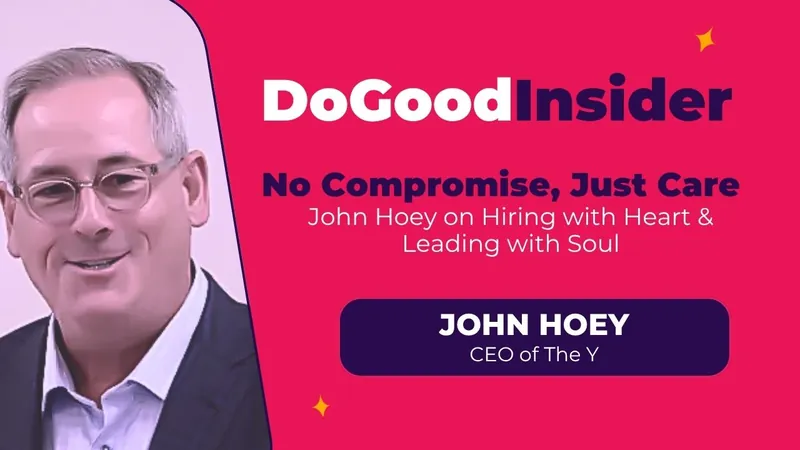 DoGoodInsider
No Compromise, Just Care
John Hoey on Hiring with Heart &
Leading with Soul
JOHN HOEY
CEO of The Y